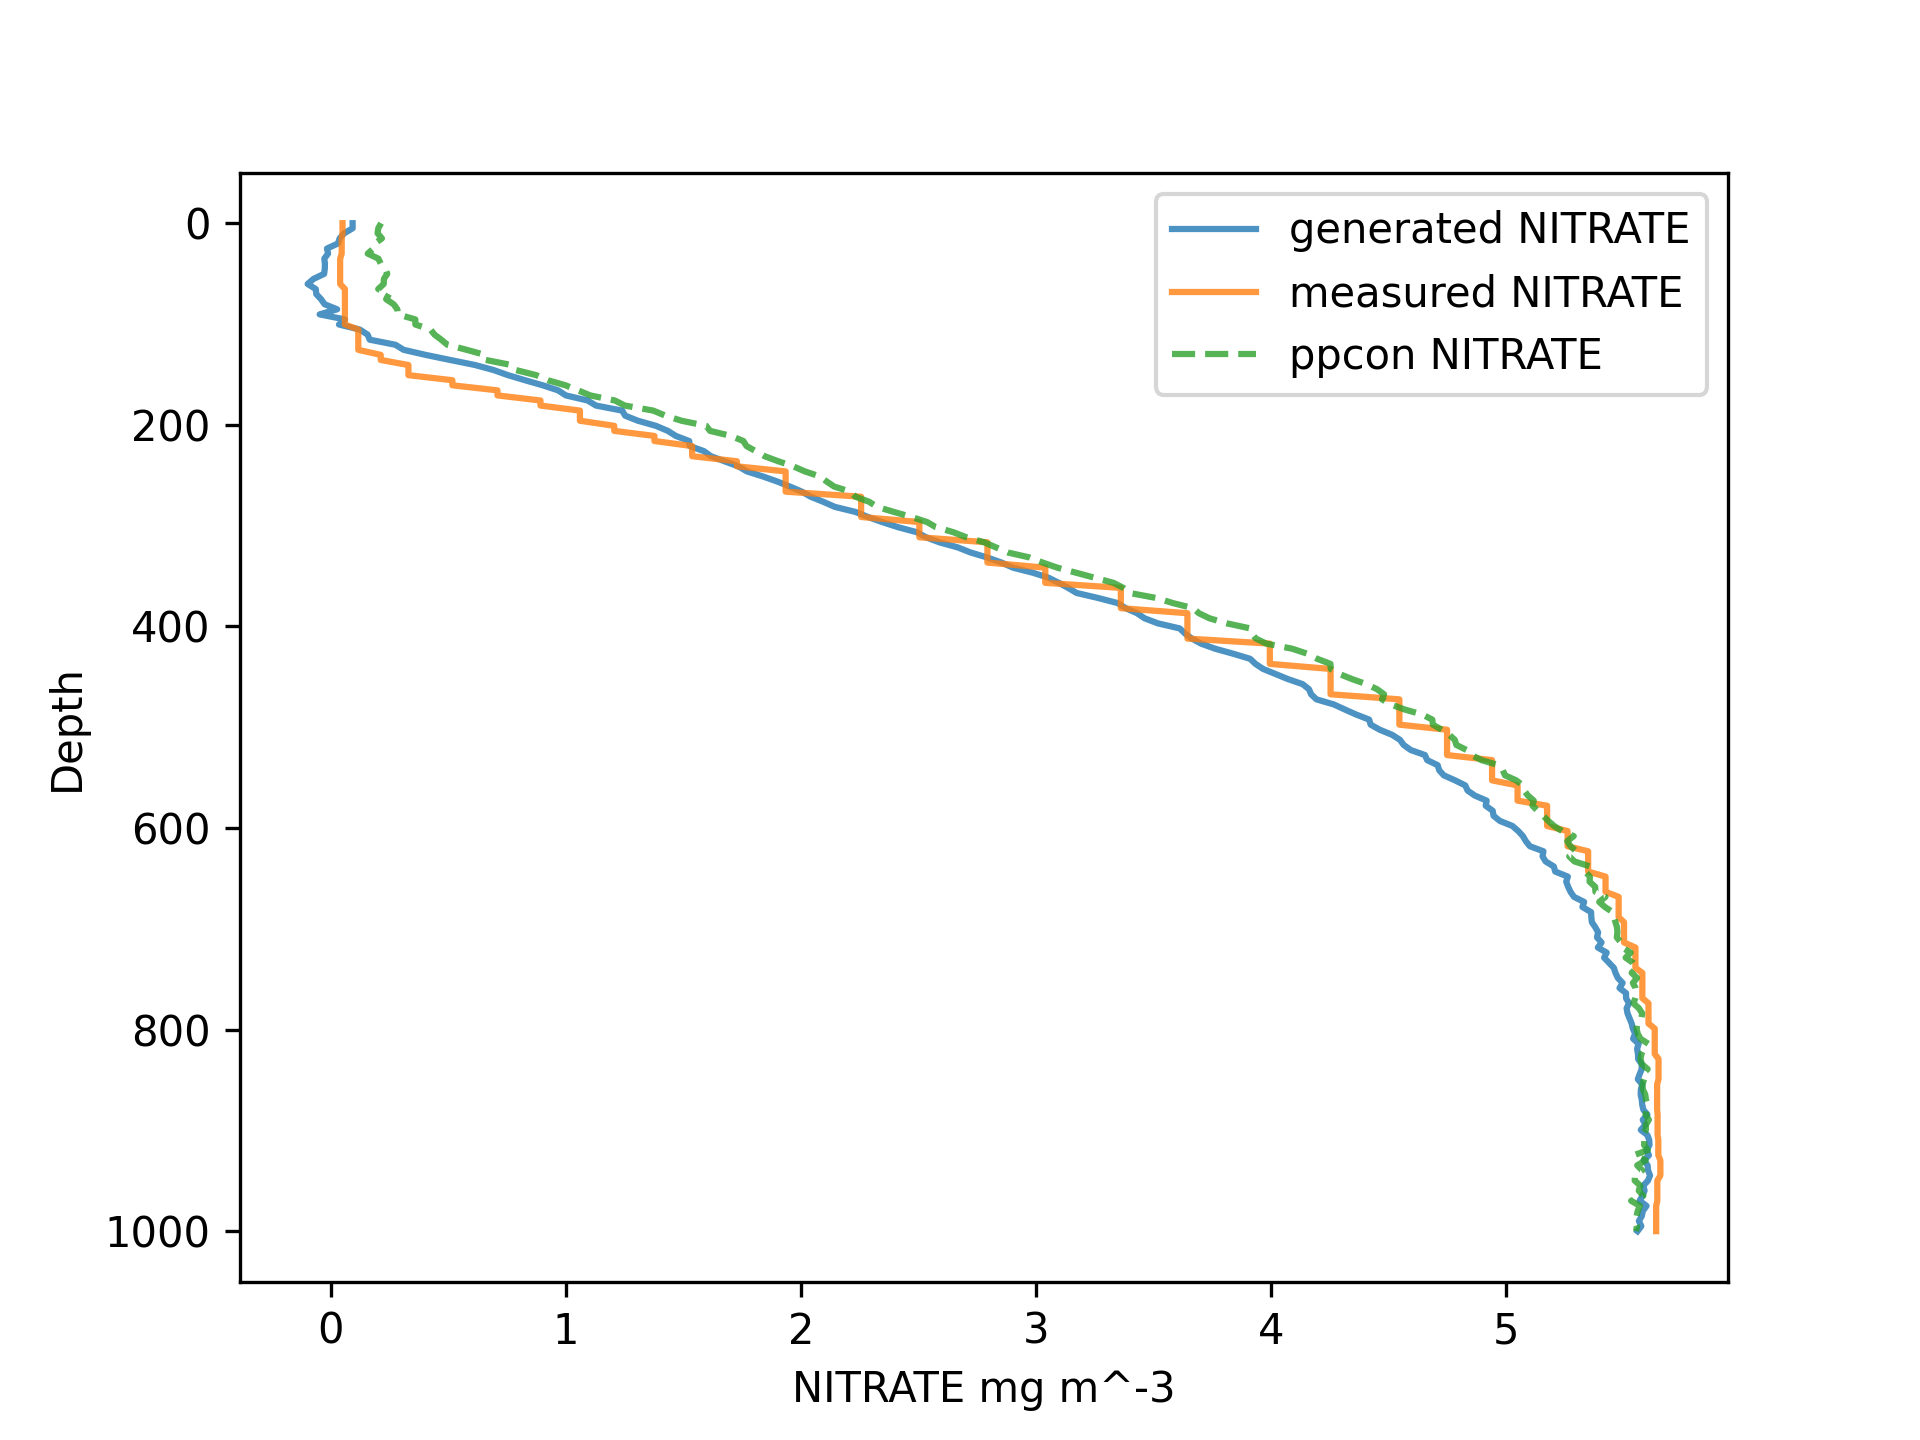 generated NITRATE
measured NITRATE
ppcon NITRATE
0
200
400
600
800
1000
Depth
0 1 2 3 4 5
NITRATE mg m^-3